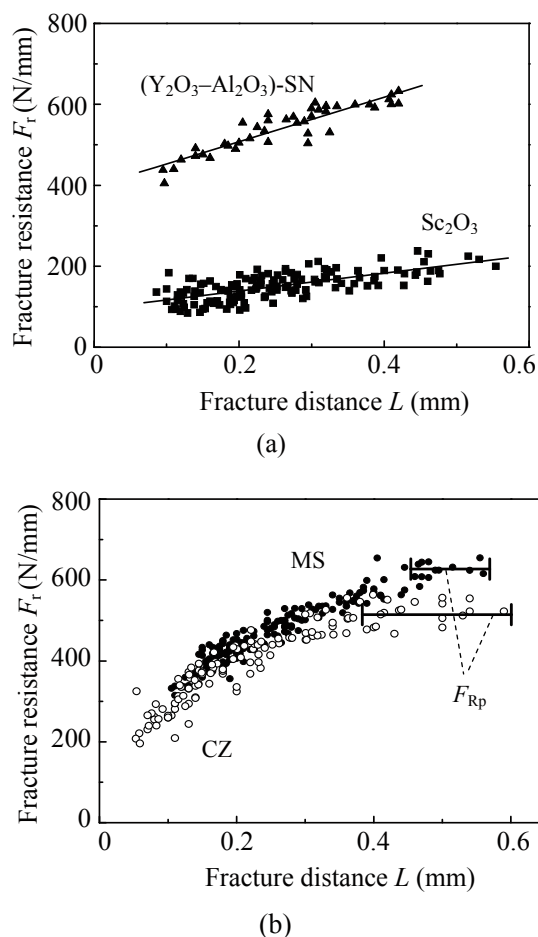 (a)
800
600
400
200
0
Fracture resistance Fᵣ (N/mm)
(Y₂O₃–Al₂O₃)-SN
Sc₂O₃
0 0.2 0.4 0.6
Fracture distance L (mm)
(a)
800
600
400
200
0
Fracture resistance Fᵣ (N/mm)
MS
CZ
F_Rp
0 0.2 0.4 0.6
Fracture distance L (mm)
(b)